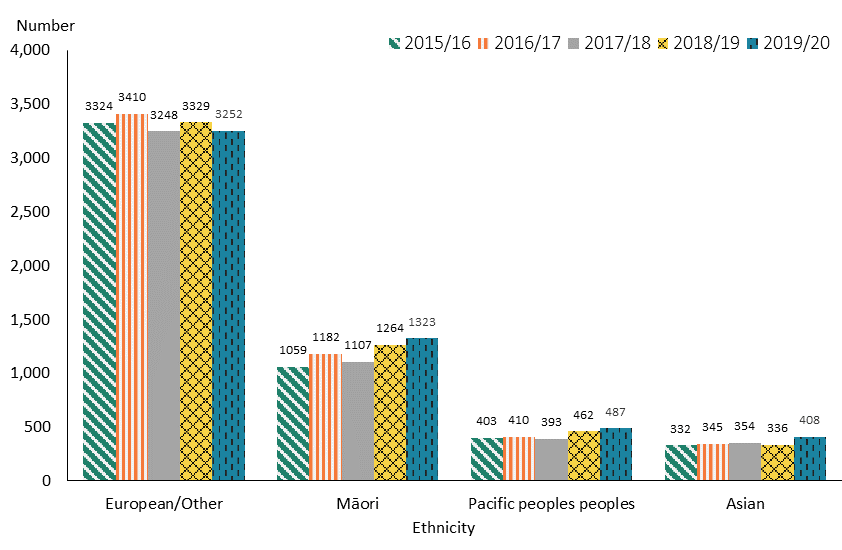 Number
2015/16 2016/17 2017/18 2018/19 2019/20
4,000
3,500
3,000
2,500
2,000
1,500
1,000
500
0
3324 3410 3248 3329 3252
1059 1182 1107 1264 1323
403 410 393 462 487
332 345 354 336 408
European/Other Māori Pacific peoples peoples Asian
Ethnicity